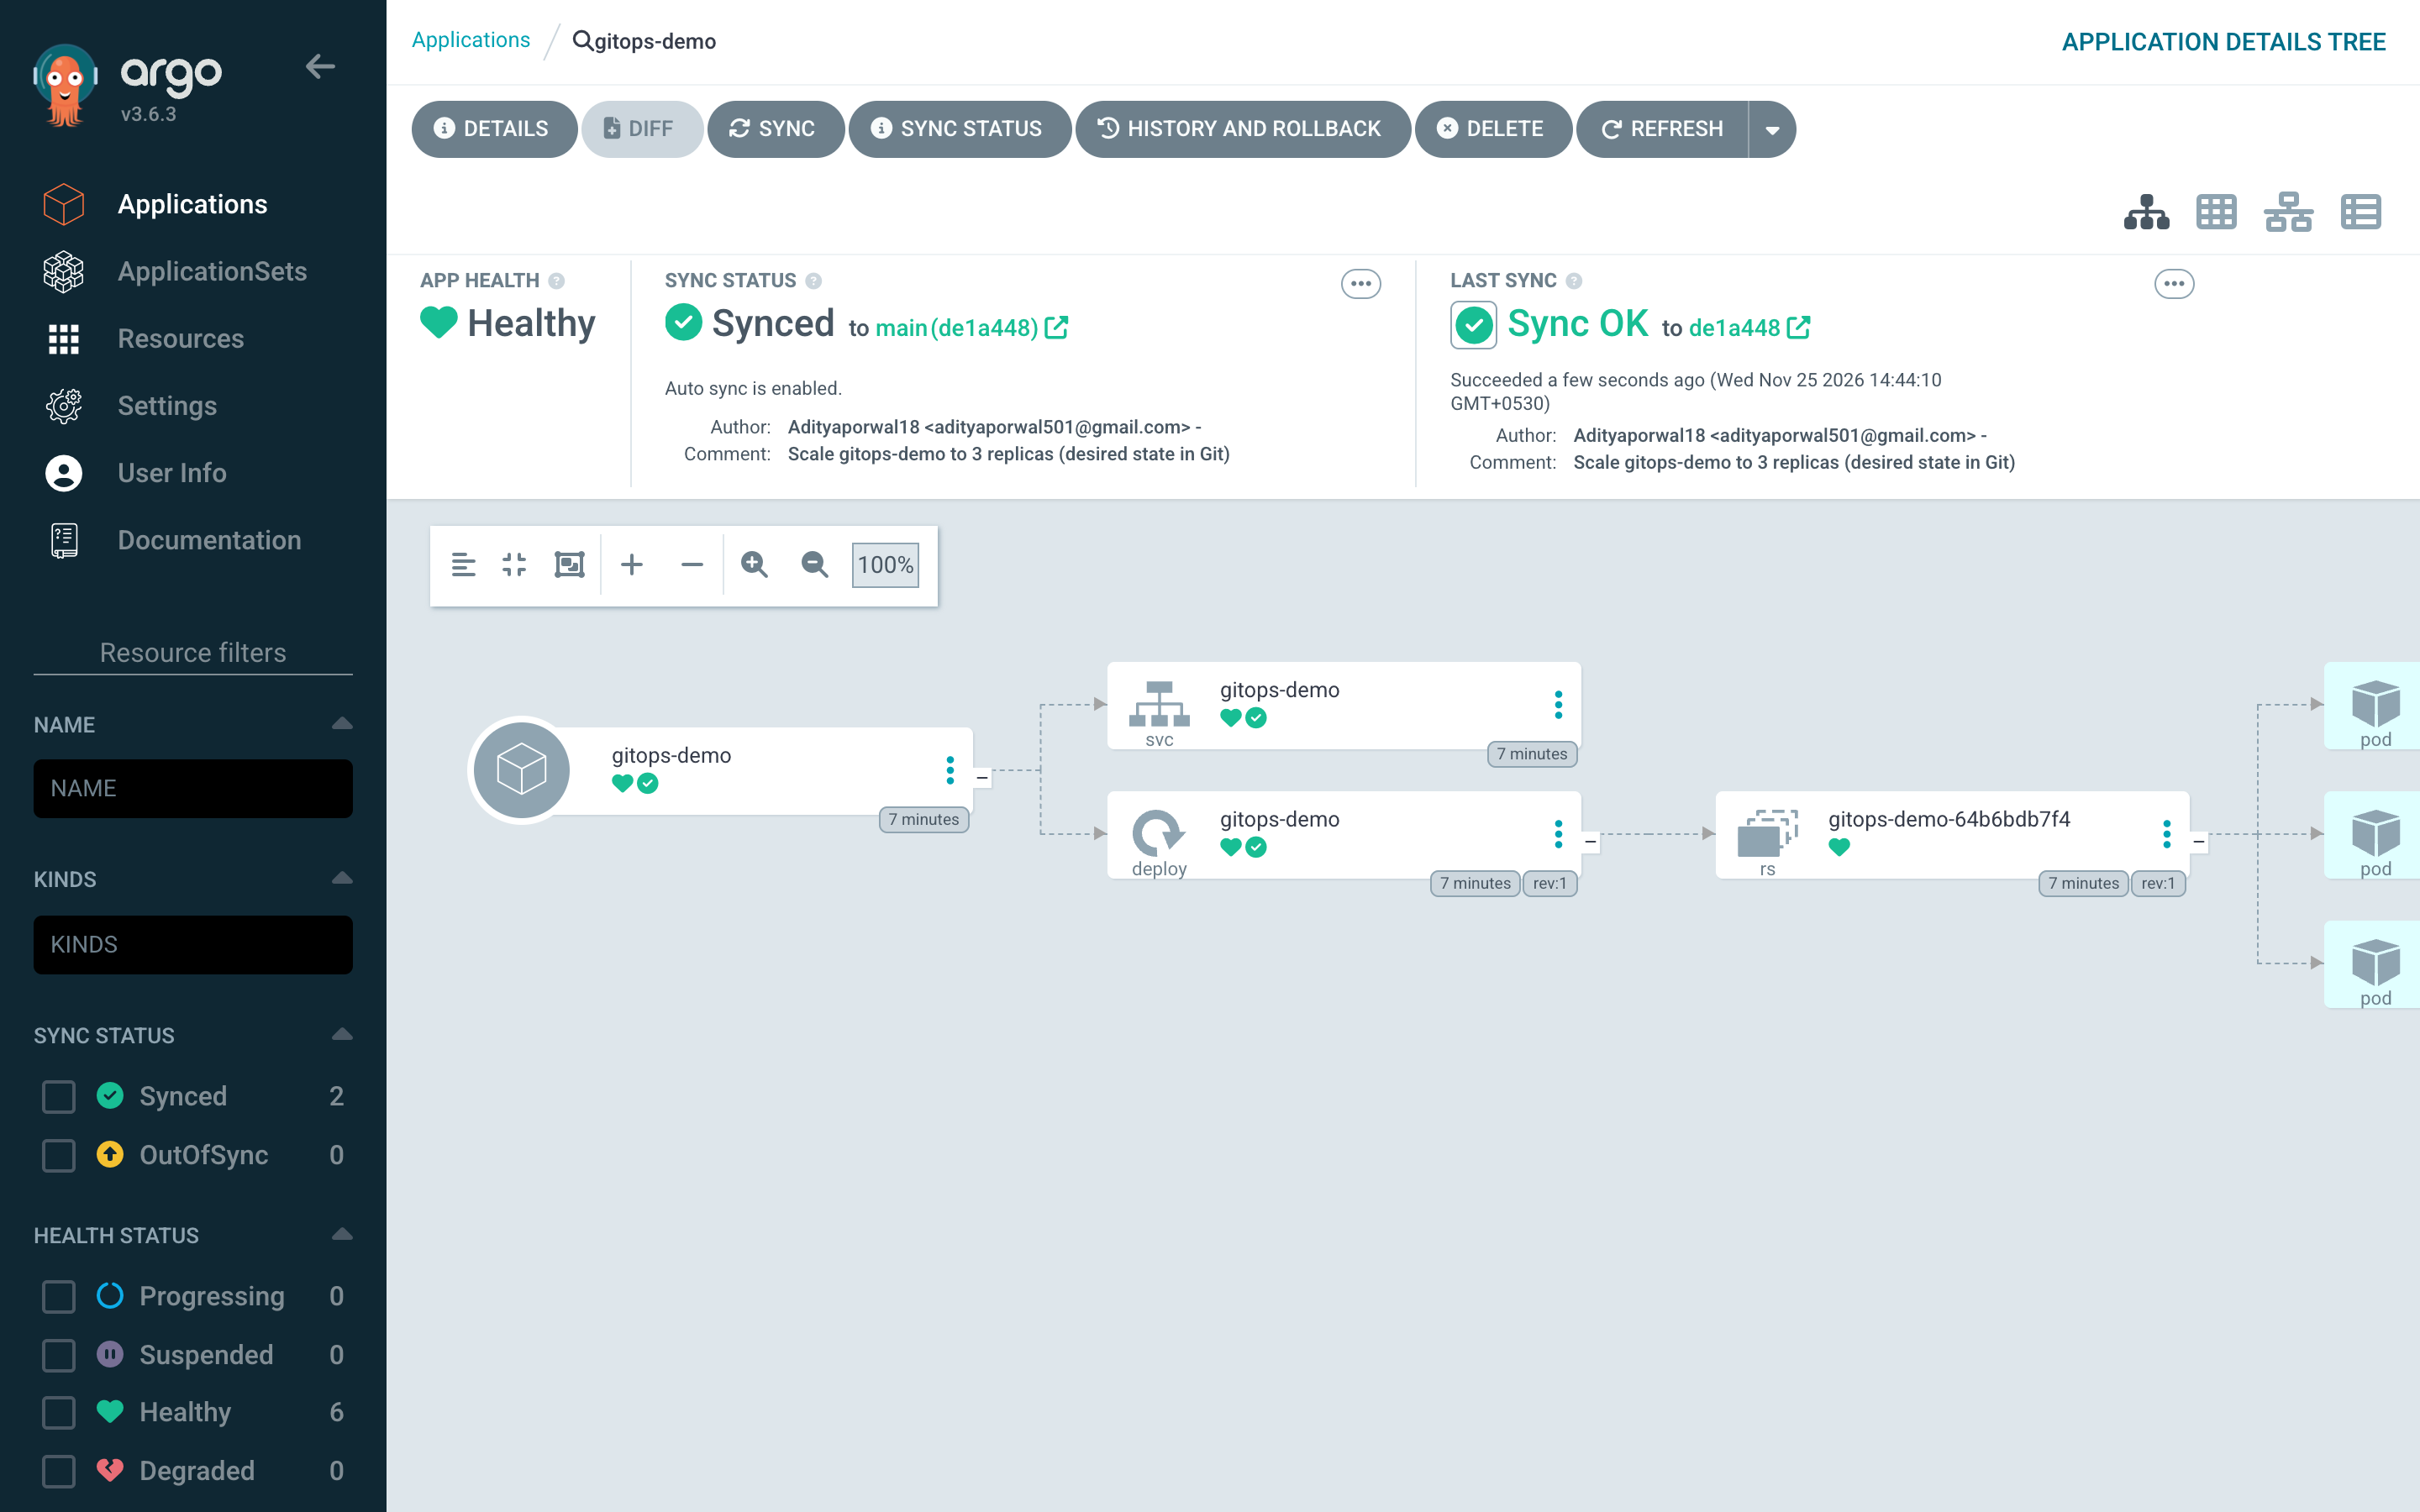 argo
v3.6.3
Applications
ApplicationSets
Resources
Settings
User Info
Documentation
Resource filters
NAME
NAME
KINDS
KINDS
SYNC STATUS
Synced 2
OutOfSync 0
HEALTH STATUS
Progressing 0
Suspended 0
Healthy 6
Degraded 0
Applications / gitops-demo
APPLICATION DETAILS TREE
DETAILS DIFF SYNC SYNC STATUS HISTORY AND ROLLBACK DELETE REFRESH
APP HEALTH ?
Healthy
SYNC STATUS ?
Synced to main (de1a448)
Auto sync is enabled.
Author: Adityaporwal18 <adityaporwal501@gmail.com> -
Comment: Scale gitops-demo to 3 replicas (desired state in Git)
LAST SYNC ?
Sync OK to de1a448
Succeeded a few seconds ago (Wed Nov 25 2026 14:44:10
GMT+0530)
Author: Adityaporwal18 <adityaporwal501@gmail.com> -
Comment: Scale gitops-demo to 3 replicas (desired state in Git)
100%
gitops-demo
7 minutes
svc
gitops-demo
7 minutes
deploy
gitops-demo
7 minutes rev:1
rs
gitops-demo-64b6bdb7f4
7 minutes rev:1
pod
pod
pod